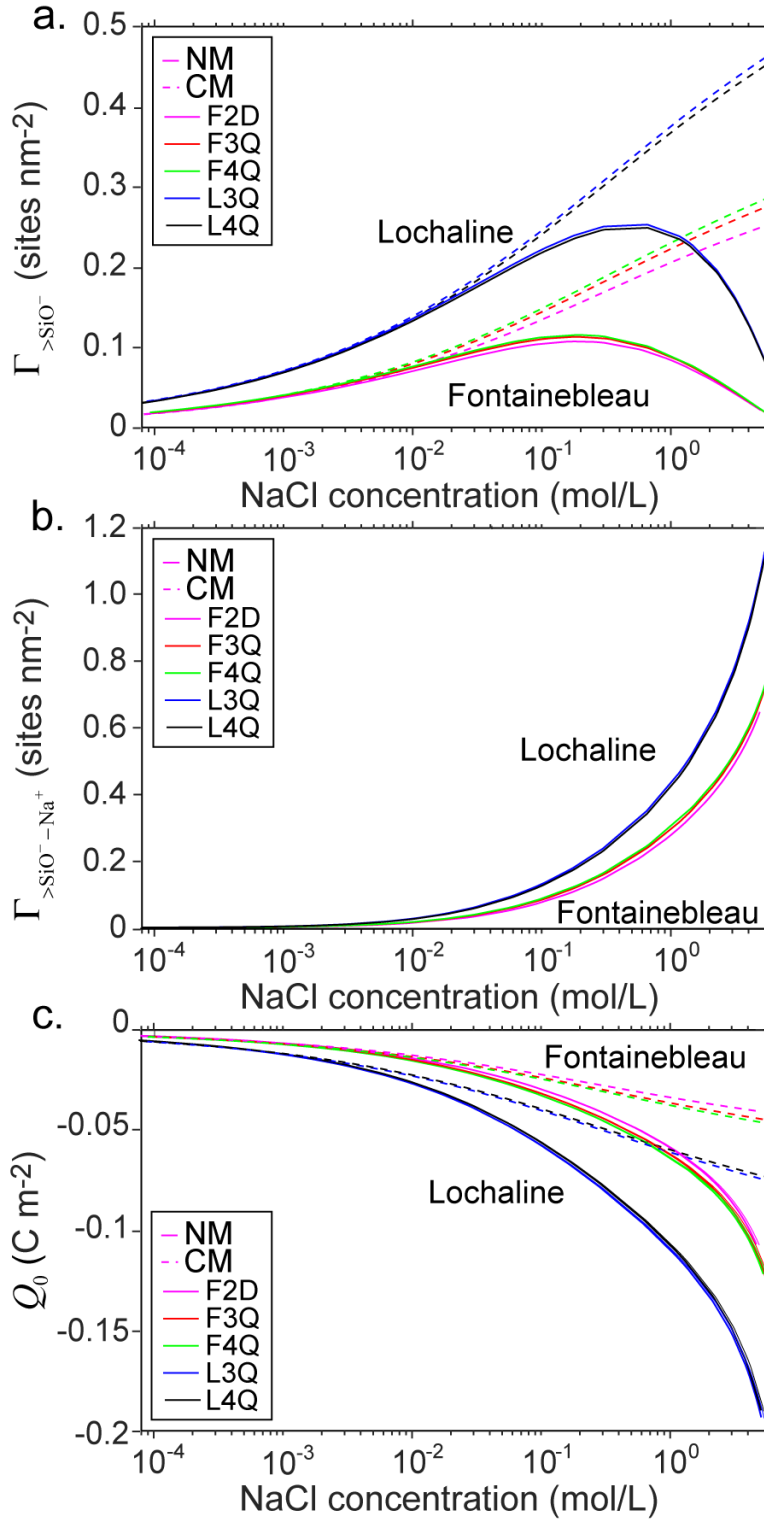 a.
0.5
0.4
0.3
0.2
0.1
0
Γ>SiO⁻ (sites nm-2)
NM
CM
F2D
F3Q
F4Q
L3Q
L4Q
Lochaline
Fontainebleau
10⁻⁴ 10⁻³ 10⁻² 10⁻¹ 10⁰
NaCl concentration (mol/L)
b.
1.2
1.0
0.8
0.6
0.4
0.2
0
Γ>SiO⁻−Na⁺ (sites nm-2)
NM
CM
F2D
F3Q
F4Q
L3Q
L4Q
Lochaline
Fontainebleau
10⁻⁴ 10⁻³ 10⁻² 10⁻¹ 10⁰
NaCl concentration (mol/L)
c.
0
-0.05
-0.1
-0.15
-0.2
Q₀ (C m-2)
Fontainebleau
Lochaline
NM
CM
F2D
F3Q
F4Q
L3Q
L4Q
10⁻⁴ 10⁻³ 10⁻² 10⁻¹ 10⁰
NaCl concentration (mol/L)